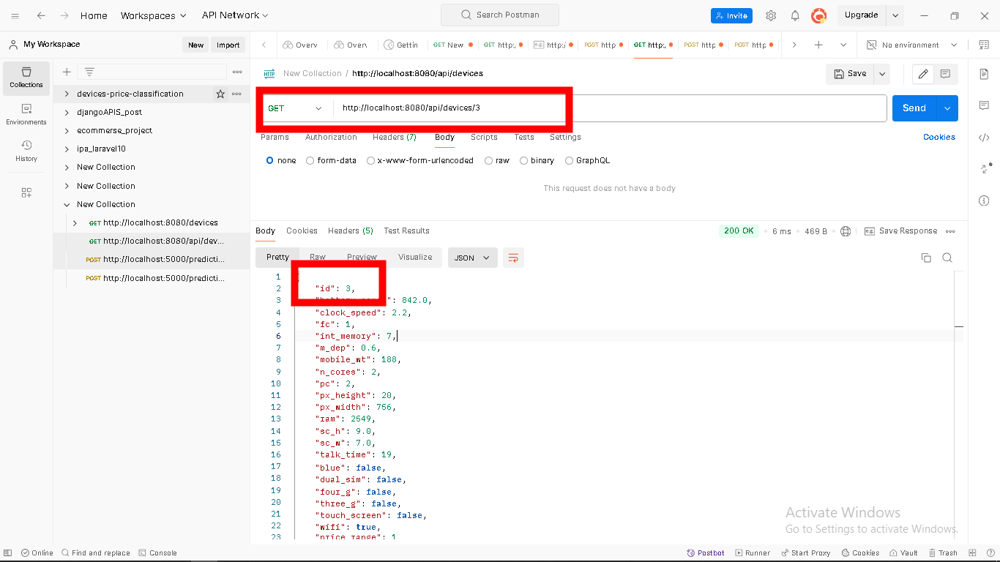 Home Workspaces API Network Search Postman Invite Upgrade
My Workspace New Import Overv Overv Gettin GET New GET http:, http:/ POST http GET http:, POST http POST http No environment
Collections
Environments
History
devices-price-classification
djangoAPIS_post
ecommerse_project
ipa_laravel10
New Collection
New Collection
New Collection
GET http://localhost:8080/devices
GET http://localhost:8080/api/dev...
POST http://localhost:5000/predicti...
POST http://localhost:5000/predicti...
HTTP New Collection / http://localhost:8080/api/devices Save
GET http://localhost:8080/api/devices/3 Send
Params Authorization Headers (7) Body Scripts Tests Settings Cookies
none form-data x-www-form-urlencoded raw binary GraphQL
This request does not have a body
Body Cookies Headers (5) Test Results 200 OK 6 ms 469 B Save Response
Pretty Raw Preview Visualize JSON
1
2 "id": 3,
3 : 842.0,
4 "clock_speed": 2.2,
5 "fc": 1,
6 "int_memory": 7,
7 "m_dep": 0.6,
8 "mobile_wt": 188,
9 "n_cores": 2,
10 "pc": 2,
11 "px_height": 20,
12 "px_width": 756,
13 "ram": 2549,
14 "sc_h": 9.0,
15 "sc_w": 7.0,
16 "talk_time": 19,
17 "blue": false,
18 "dual_sim": false,
19 "four_g": false,
20 "three_g": false,
21 "touch_screen": false,
22 "wifi": true,
23 "price_range": 1
Activate Windows
Go to Settings to activate Windows.
Online Find and replace Console Postbot Runner Start Proxy Cookies Vault Trash